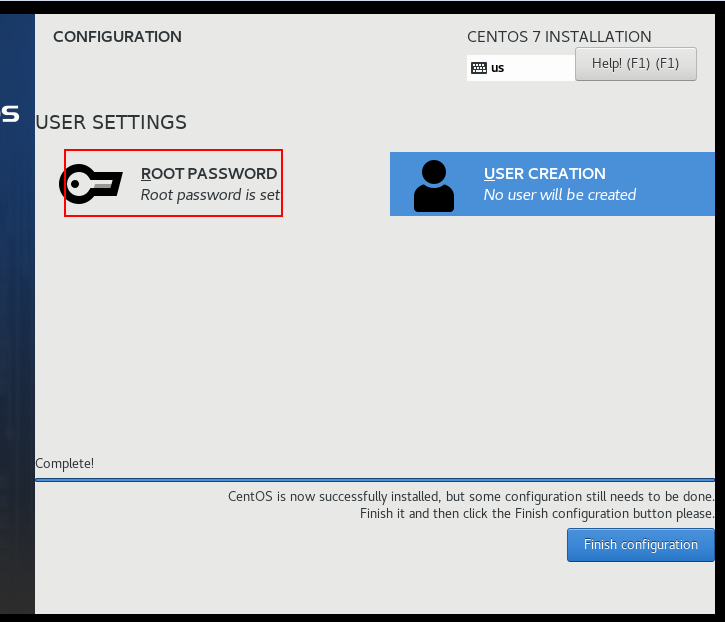 CONFIGURATION
CENTOS 7 INSTALLATION
us
Help! (F1) (F1)
OS
USER SETTINGS
ROOT PASSWORD
Root password is set
USER CREATION
No user will be created
Complete!
CentOS is now successfully installed, but some configuration still needs to be done.
Finish it and then click the Finish configuration button please.
Finish configuration